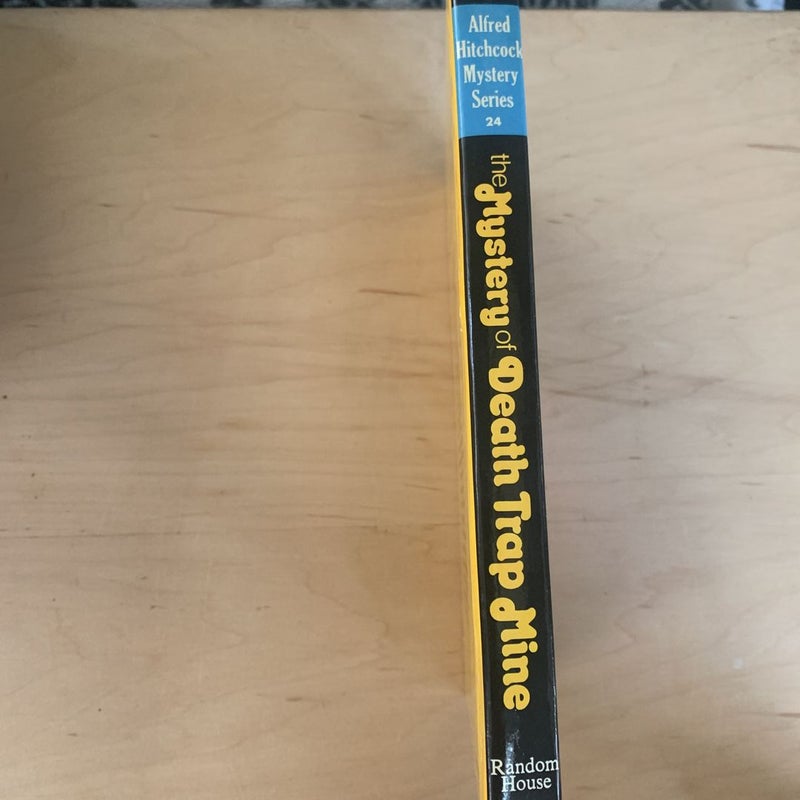 Alfred
Hitchcock
Mystery
Series
24
the Mystery of Death Trap Mine
Random
House